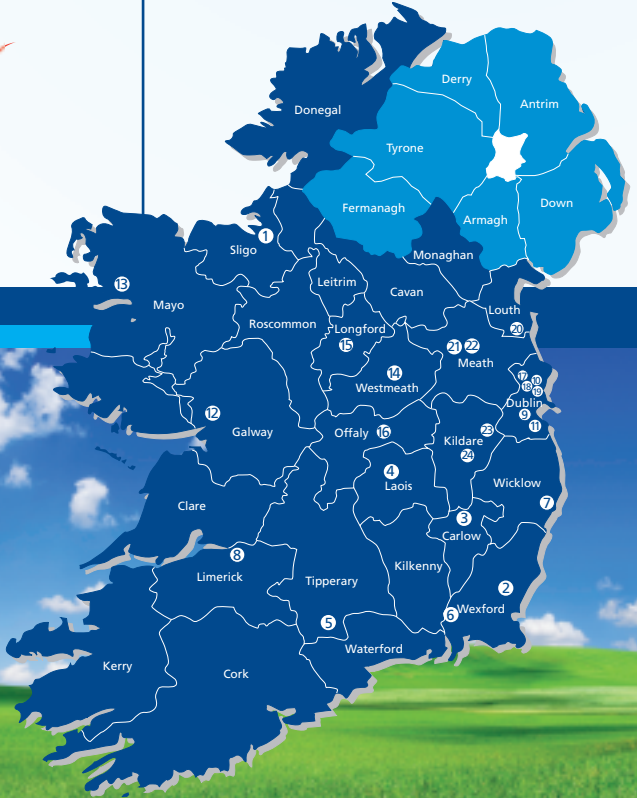 Derry
Antrim
Donegal
Tyrone
Fermanagh
Armagh
Down
1
Sligo
Monaghan
13
Mayo
Leitrim
Cavan
Roscommon
Louth
Longford
20
15
21 22
Meath
14
Westmeath
17 10
18 19
Dublin
9
11
12
Galway
Offaly 16
Kildare 23
24
4
Laois
Wicklow
7
Clare
3
Carlow
8
Limerick
Tipperary
Kilkenny
2
6 Wexford
5
Waterford
Kerry
Cork